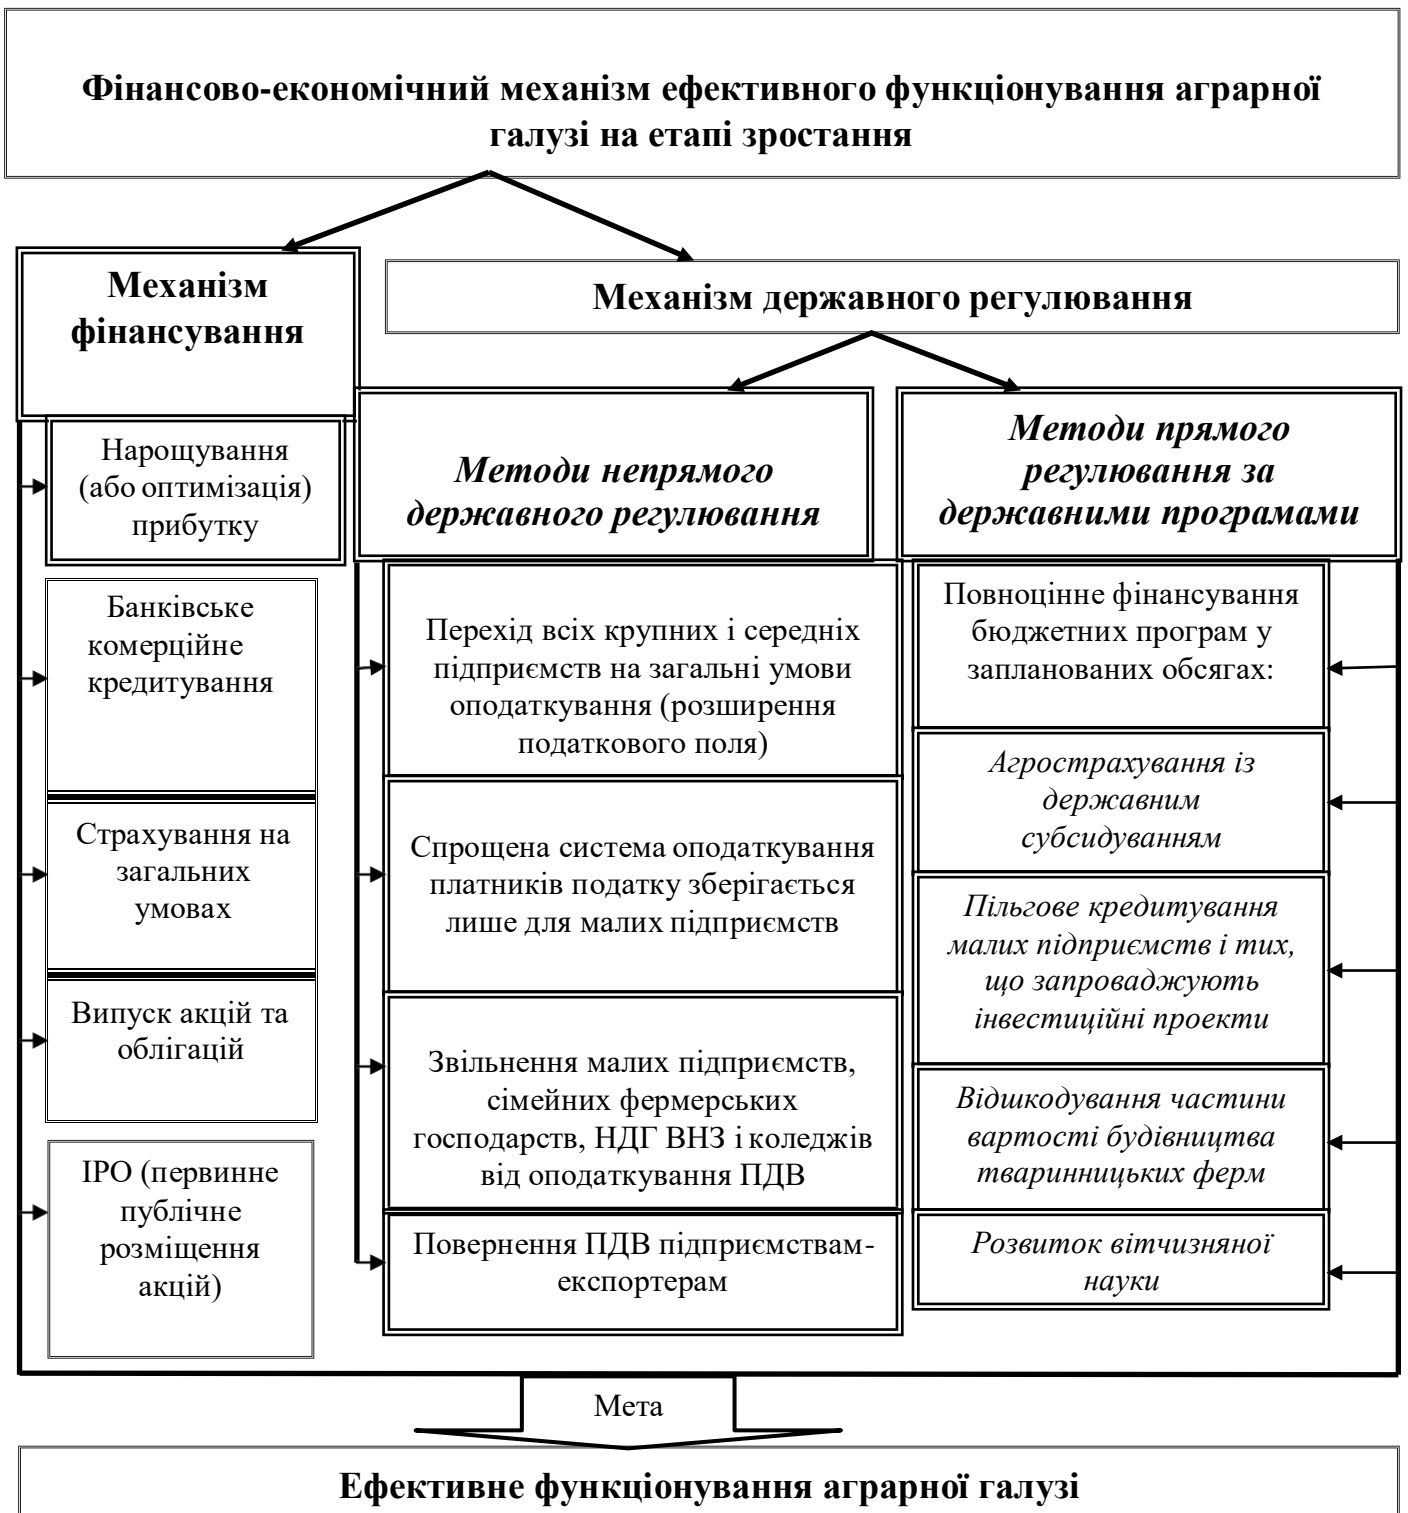 Фінансово-економічний механізм ефективного функціонування аграрної
галузі на етапі зростання
Механізм
фінансування
Механізм державного регулювання
Нарощування
(або оптимізація)
прибутку
Банківське
комерційне
кредитування
Страхування на
загальних
умовах
Випуск акцій та
облігацій
IPO (первинне
публічне
розміщення
акцій)
Методи непрямого
державного регулювання
Перехід всіх крупних і середніх
підприємств на загальні умови
оподаткування (розширення
податкового поля)
Спрощена система оподаткування
платників податку зберігається
лише для малих підприємств
Звільнення малих підприємств,
сімейних фермерських
господарств, НДГ ВНЗ і коледжів
від оподаткування ПДВ
Повернення ПДВ підприємствам-
експортерам
Методи прямого
регулювання за
державними програмами
Повноцінне фінансування
бюджетних програм у
запланованих обсягах:
Агрострахування із
державним
субсидуванням
Пільгове кредитування
малих підприємств і тих,
що запроваджують
інвестиційні проекти
Відшкодування частини
вартості будівництва
тваринницьких ферм
Розвиток вітчизняної
науки
Мета
Ефективне функціонування аграрної галузі